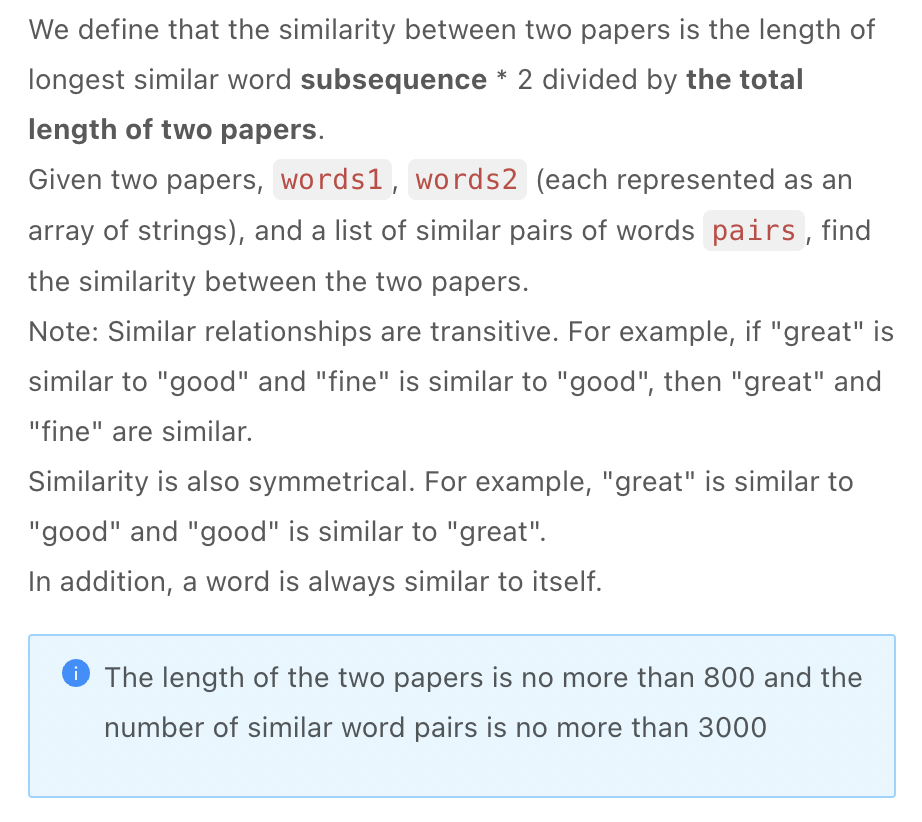 We define that the similarity between two papers is the length of
longest similar word subsequence * 2 divided by the total
length of two papers.
Given two papers, words1, words2 (each represented as an
array of strings), and a list of similar pairs of words pairs, find
the similarity between the two papers.
Note: Similar relationships are transitive. For example, if "great" is
similar to "good" and "fine" is similar to "good", then "great" and
"fine" are similar.
Similarity is also symmetrical. For example, "great" is similar to
"good" and "good" is similar to "great".
In addition, a word is always similar to itself.
The length of the two papers is no more than 800 and the
number of similar word pairs is no more than 3000